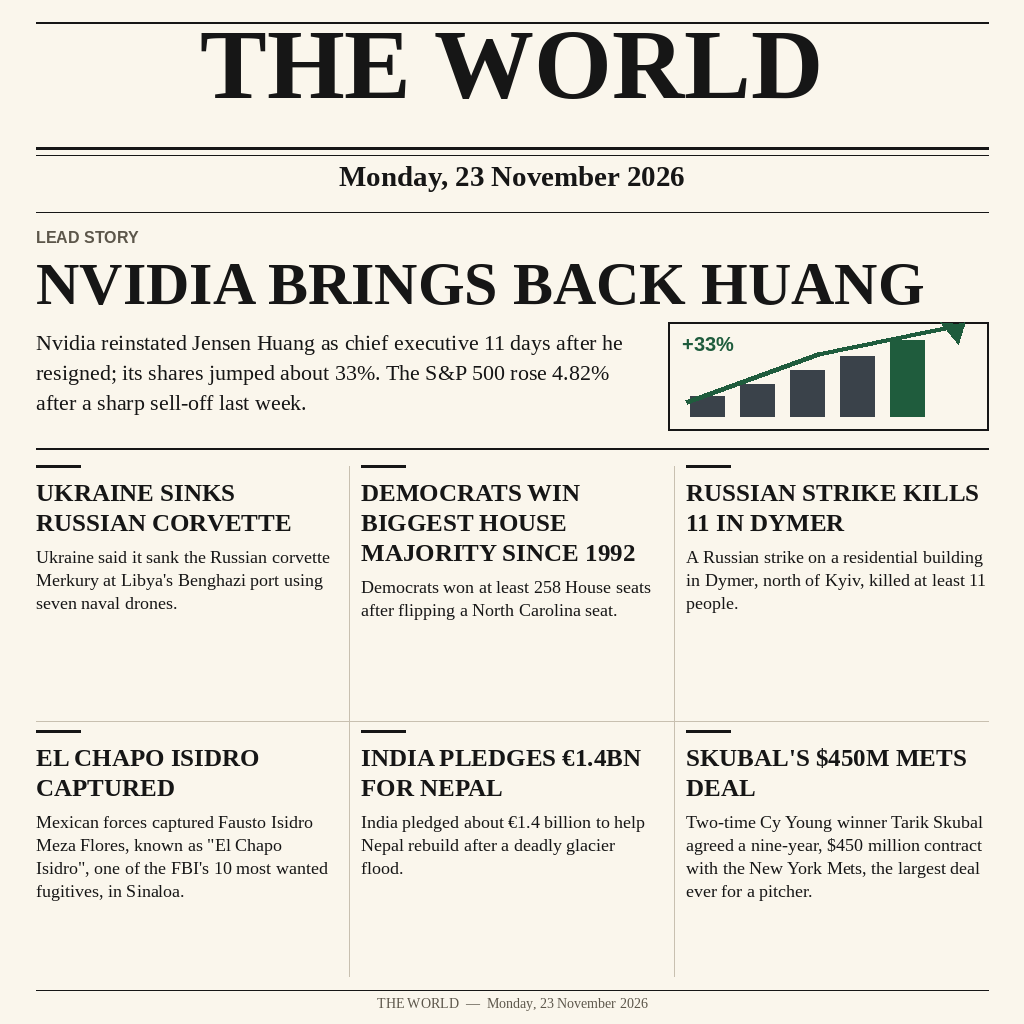 THE WORLD
Monday, 23 November 2026
LEAD STORY
NVIDIA BRINGS BACK HUANG
Nvidia reinstated Jensen Huang as chief executive 11 days after he
resigned; its shares jumped about 33%. The S&P 500 rose 4.82%
after a sharp sell-off last week.
+33%
UKRAINE SINKS
RUSSIAN CORVETTE
Ukraine said it sank the Russian corvette
Merkury at Libya's Benghazi port using
seven naval drones.
DEMOCRATS WIN
BIGGEST HOUSE
MAJORITY SINCE 1992
Democrats won at least 258 House seats
after flipping a North Carolina seat.
RUSSIAN STRIKE KILLS
11 IN DYMER
A Russian strike on a residential building
in Dymer, north of Kyiv, killed at least 11
people.
EL CHAPO ISIDRO
CAPTURED
Mexican forces captured Fausto Isidro
Meza Flores, known as "El Chapo
Isidro", one of the FBI's 10 most wanted
fugitives, in Sinaloa.
INDIA PLEDGES €1.4BN
FOR NEPAL
India pledged about €1.4 billion to help
Nepal rebuild after a deadly glacier
flood.
SKUBAL'S $450M METS
DEAL
Two-time Cy Young winner Tarik Skubal
agreed a nine-year, $450 million contract
with the New York Mets, the largest deal
ever for a pitcher.
THE WORLD — Monday, 23 November 2026